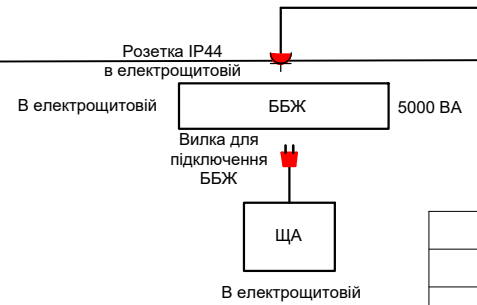 Розетка IP44
в електрощитовій
В електрощитовій
ББЖ
5000 ВА
Вилка для
підключення
ББЖ
ЩА
В електрощитовій